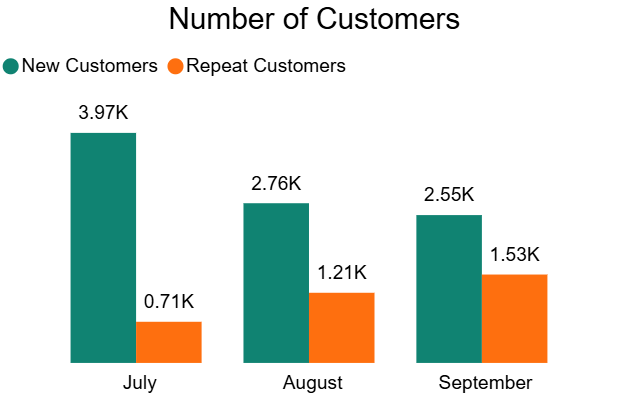 Number of Customers
New Customers Repeat Customers
3.97K
2.76K
2.55K
1.53K
1.21K
0.71K
July August September